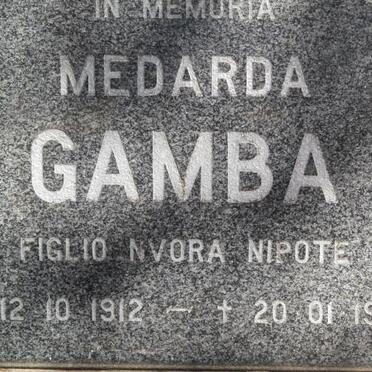 IN MEMORIA
MEDARDA
GAMBA
FIGLIO NVORA NIPOTE
12 10 1912 – † 20 01 19